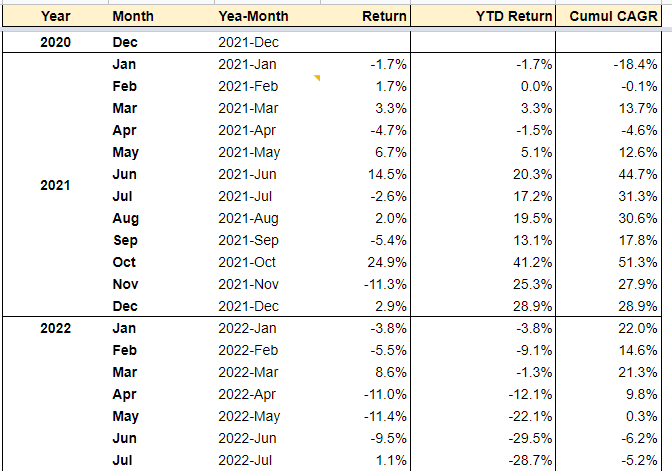 Year Month Yea-Month Return YTD Return Cumul CAGR
2020 Dec 2021-Dec
Jan 2021-Jan -1.7% -1.7% -18.4%
Feb 2021-Feb 1.7% 0.0% -0.1%
Mar 2021-Mar 3.3% 3.3% 13.7%
Apr 2021-Apr -4.7% -1.5% -4.6%
May 2021-May 6.7% 5.1% 12.6%
Jun 2021-Jun 14.5% 20.3% 44.7%
2021 Jul 2021-Jul -2.6% 17.2% 31.3%
Aug 2021-Aug 2.0% 19.5% 30.6%
Sep 2021-Sep -5.4% 13.1% 17.8%
Oct 2021-Oct 24.9% 41.2% 51.3%
Nov 2021-Nov -11.3% 25.3% 27.9%
Dec 2021-Dec 2.9% 28.9% 28.9%
2022 Jan 2022-Jan -3.8% -3.8% 22.0%
Feb 2022-Feb -5.5% -9.1% 14.6%
Mar 2022-Mar 8.6% -1.3% 21.3%
Apr 2022-Apr -11.0% -12.1% 9.8%
May 2022-May -11.4% -22.1% 0.3%
Jun 2022-Jun -9.5% -29.5% -6.2%
Jul 2022-Jul 1.1% -28.7% -5.2%